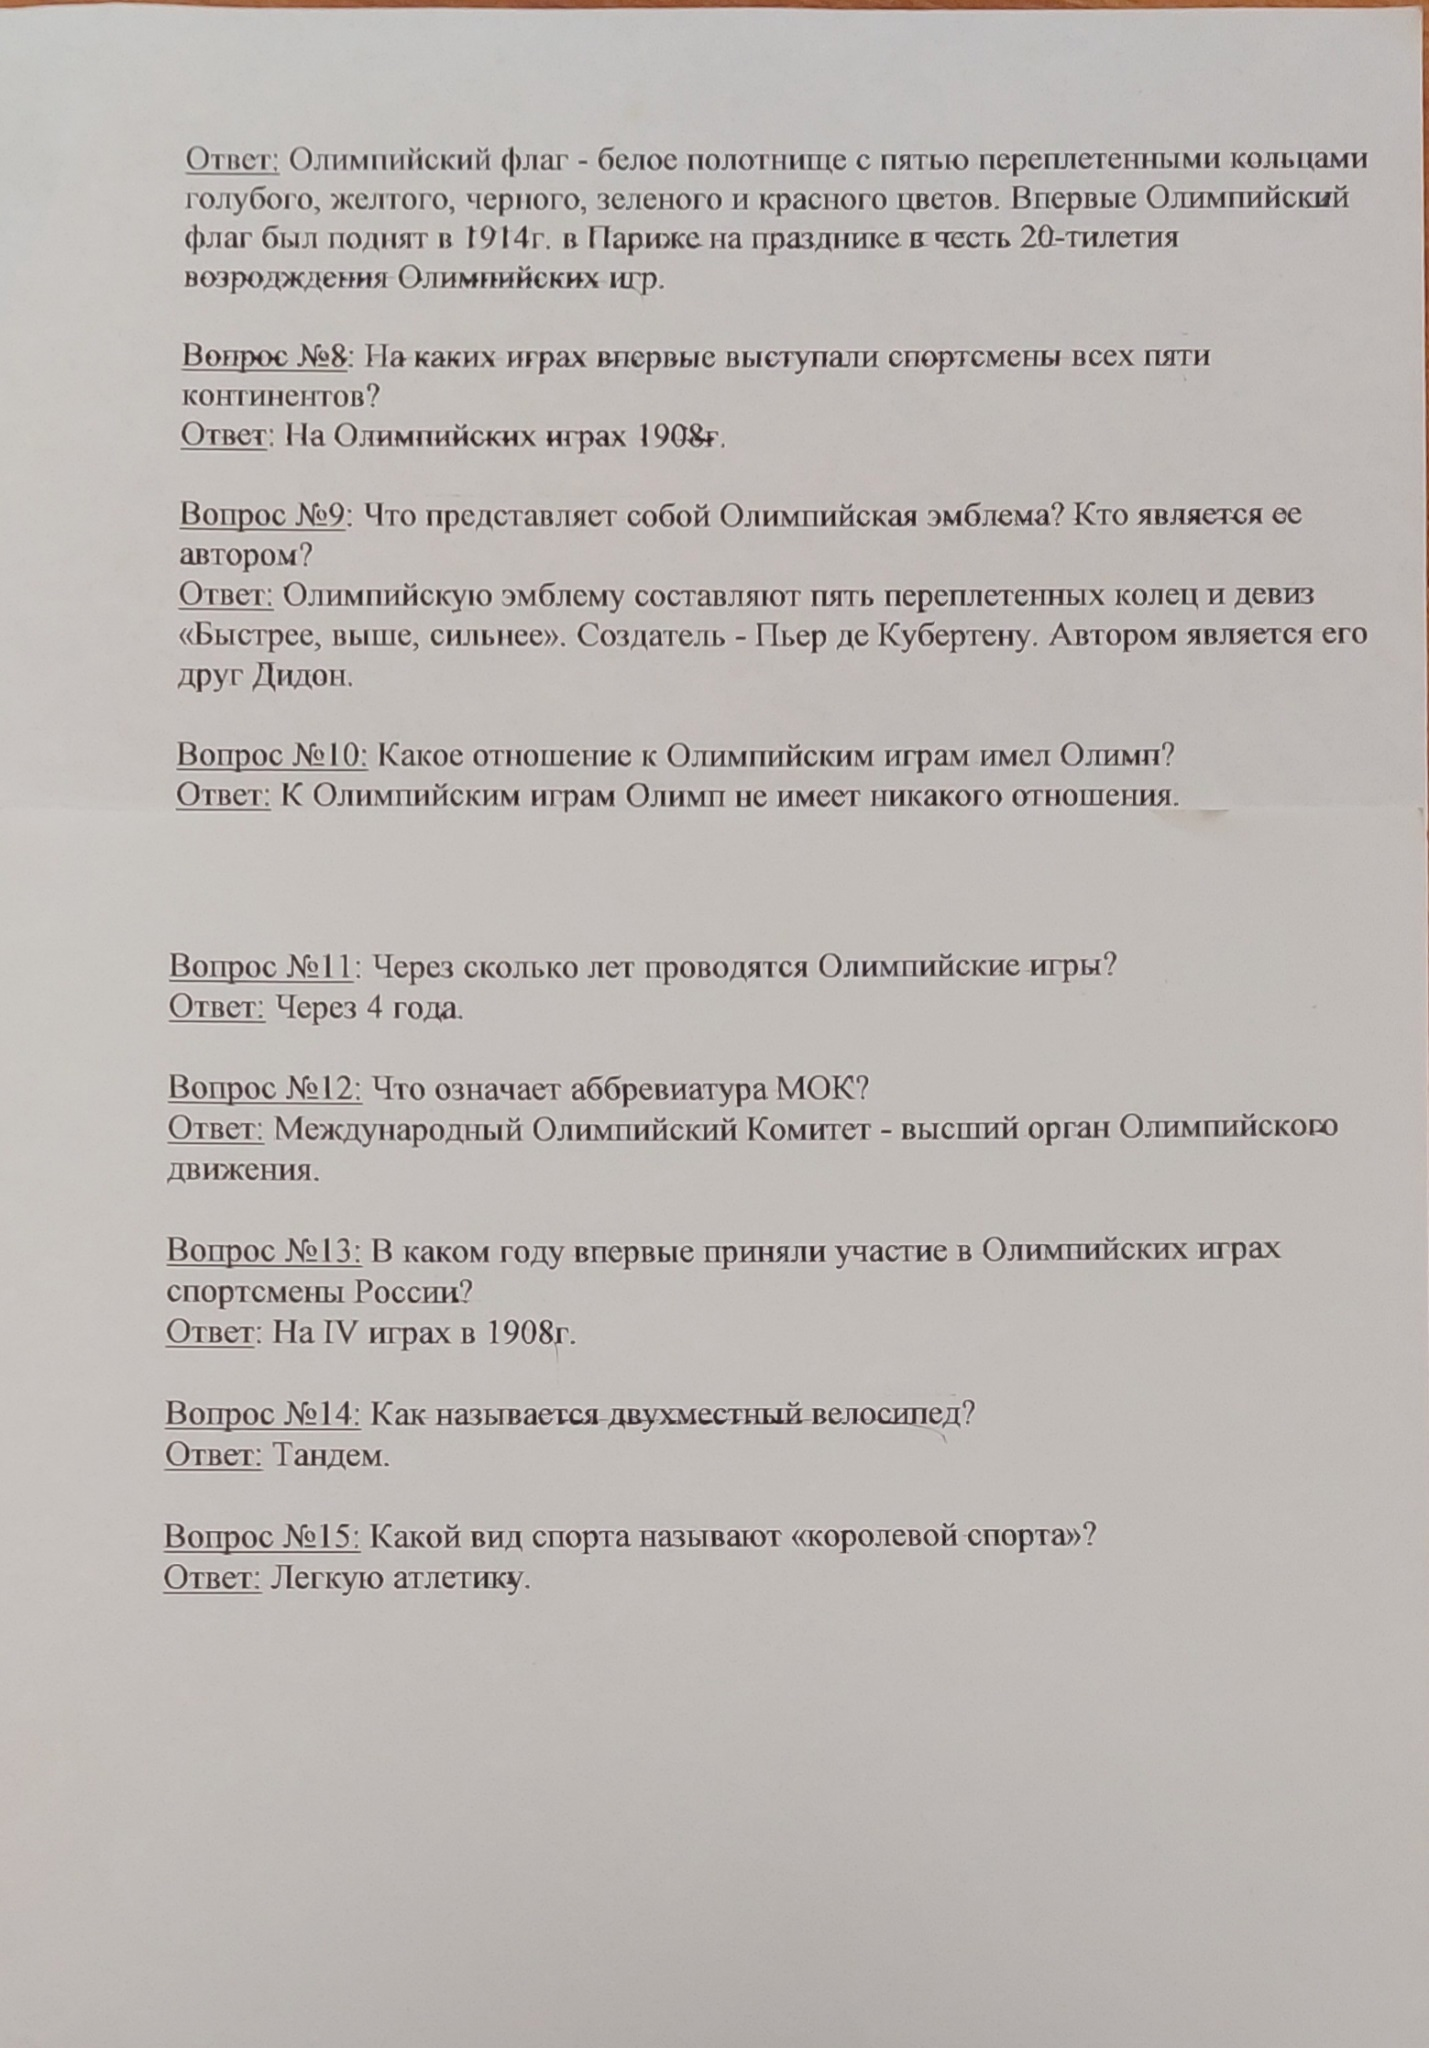 Ответ: Олимпийский флаг - белое полотнище с пятью переплетенными кольцами
голубого, желтого, черного, зеленого и красного цветов. Впервые Олимпийский
флаг был поднят в 1914г. в Париже на празднике в честь 20-тилетия
возродждения Олимпийских игр.
Вопрос №8: На каких играх впервые выступали спортсмены всех пяти
континентов?
Ответ: На Олимпийских играх 1908г.
Вопрос №9: Что представляет собой Олимпийская эмблема? Кто является ее
автором?
Ответ: Олимпийскую эмблему составляют пять переплетенных колец и девиз
«Быстрее, выше, сильнее». Создатель - Пьер де Кубертену. Автором является его
друг Дидон.
Вопрос №10: Какое отношение к Олимпийским играм имел Олимп?
Ответ: К Олимпийским играм Олимп не имеет никакого отношения.
Вопрос №11: Через сколько лет проводятся Олимпийские игры?
Ответ: Через 4 года.
Вопрос №12: Что означает аббревиатура МОК?
Ответ: Международный Олимпийский Комитет - высший орган Олимпийского
движения.
Вопрос №13: В каком году впервые приняли участие в Олимпийских играх
спортсмены России?
Ответ: На IV играх в 1908г.
Вопрос №14: Как называется двухместный велосипед?
Ответ: Тандем.
Вопрос №15: Какой вид спорта называют «королевой спорта»?
Ответ: Легкую атлетику.